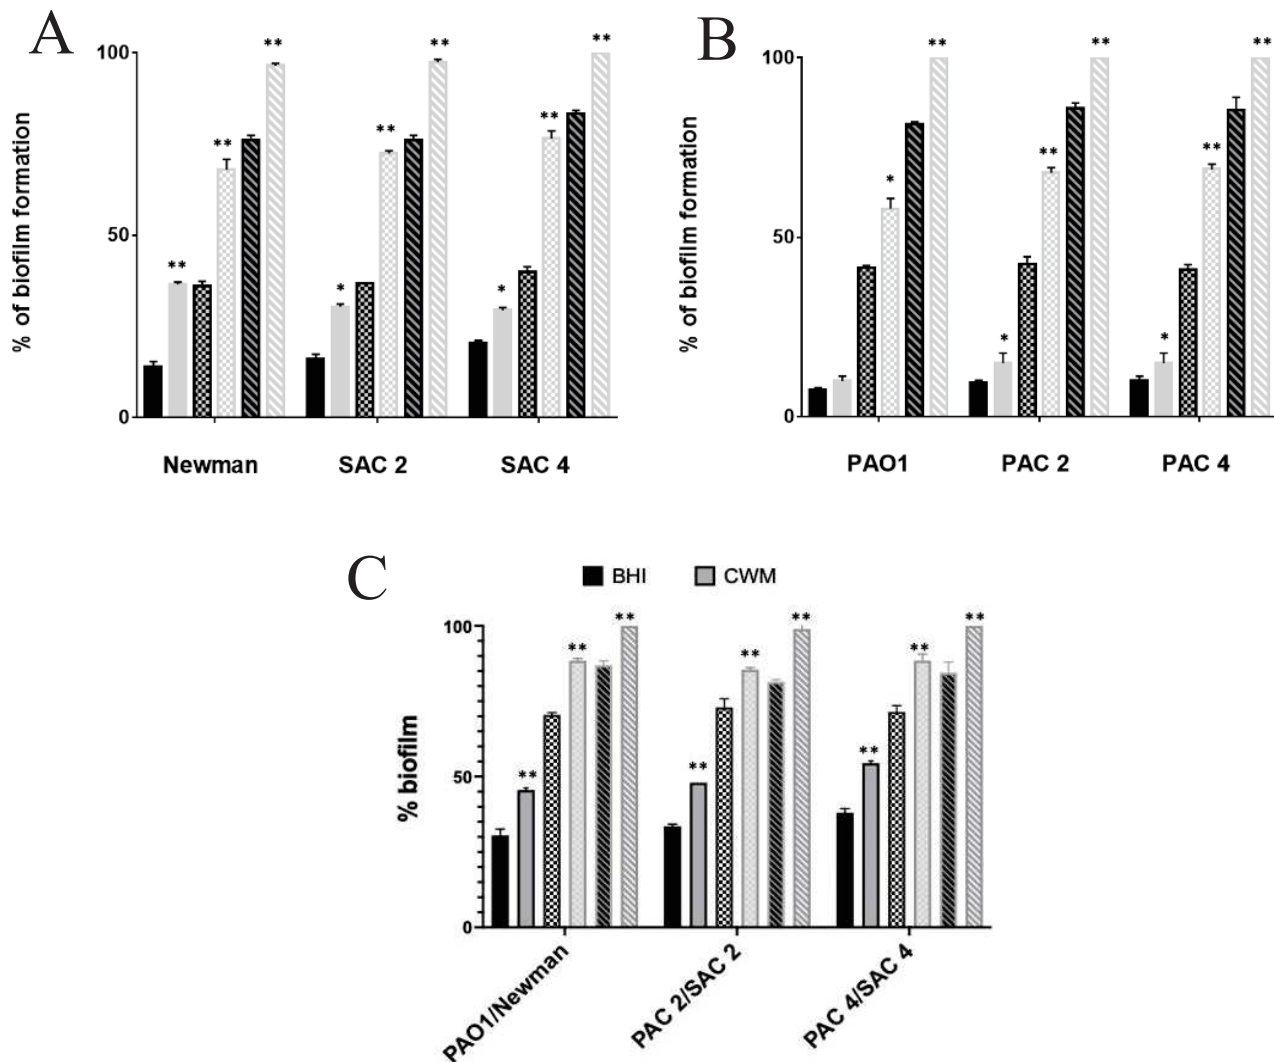 A
% of biofilm formation
100
50
0
** ** ** * ** ** * ** **
Newman SAC 2 SAC 4
B
% of biofilm formation
100
50
0
* ** * ** ** * ** **
PAO1 PAC 2 PAC 4
C
BHI CWM
% biofilm
100
50
0
** ** ** ** ** ** ** ** **
PAO1/Newman
PAC 2/SAC 2
PAC 4/SAC 4